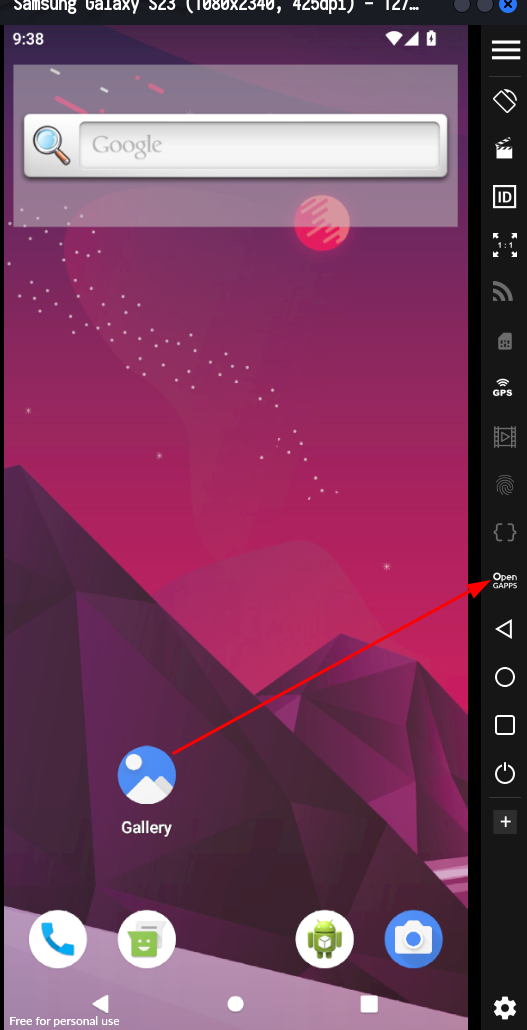 Samsung Galaxy S23 (1080x2340, 425dpi) - 127...
9:38
Google
ID
1:1
GPS
Open
GAPPS
Gallery
Free for personal use